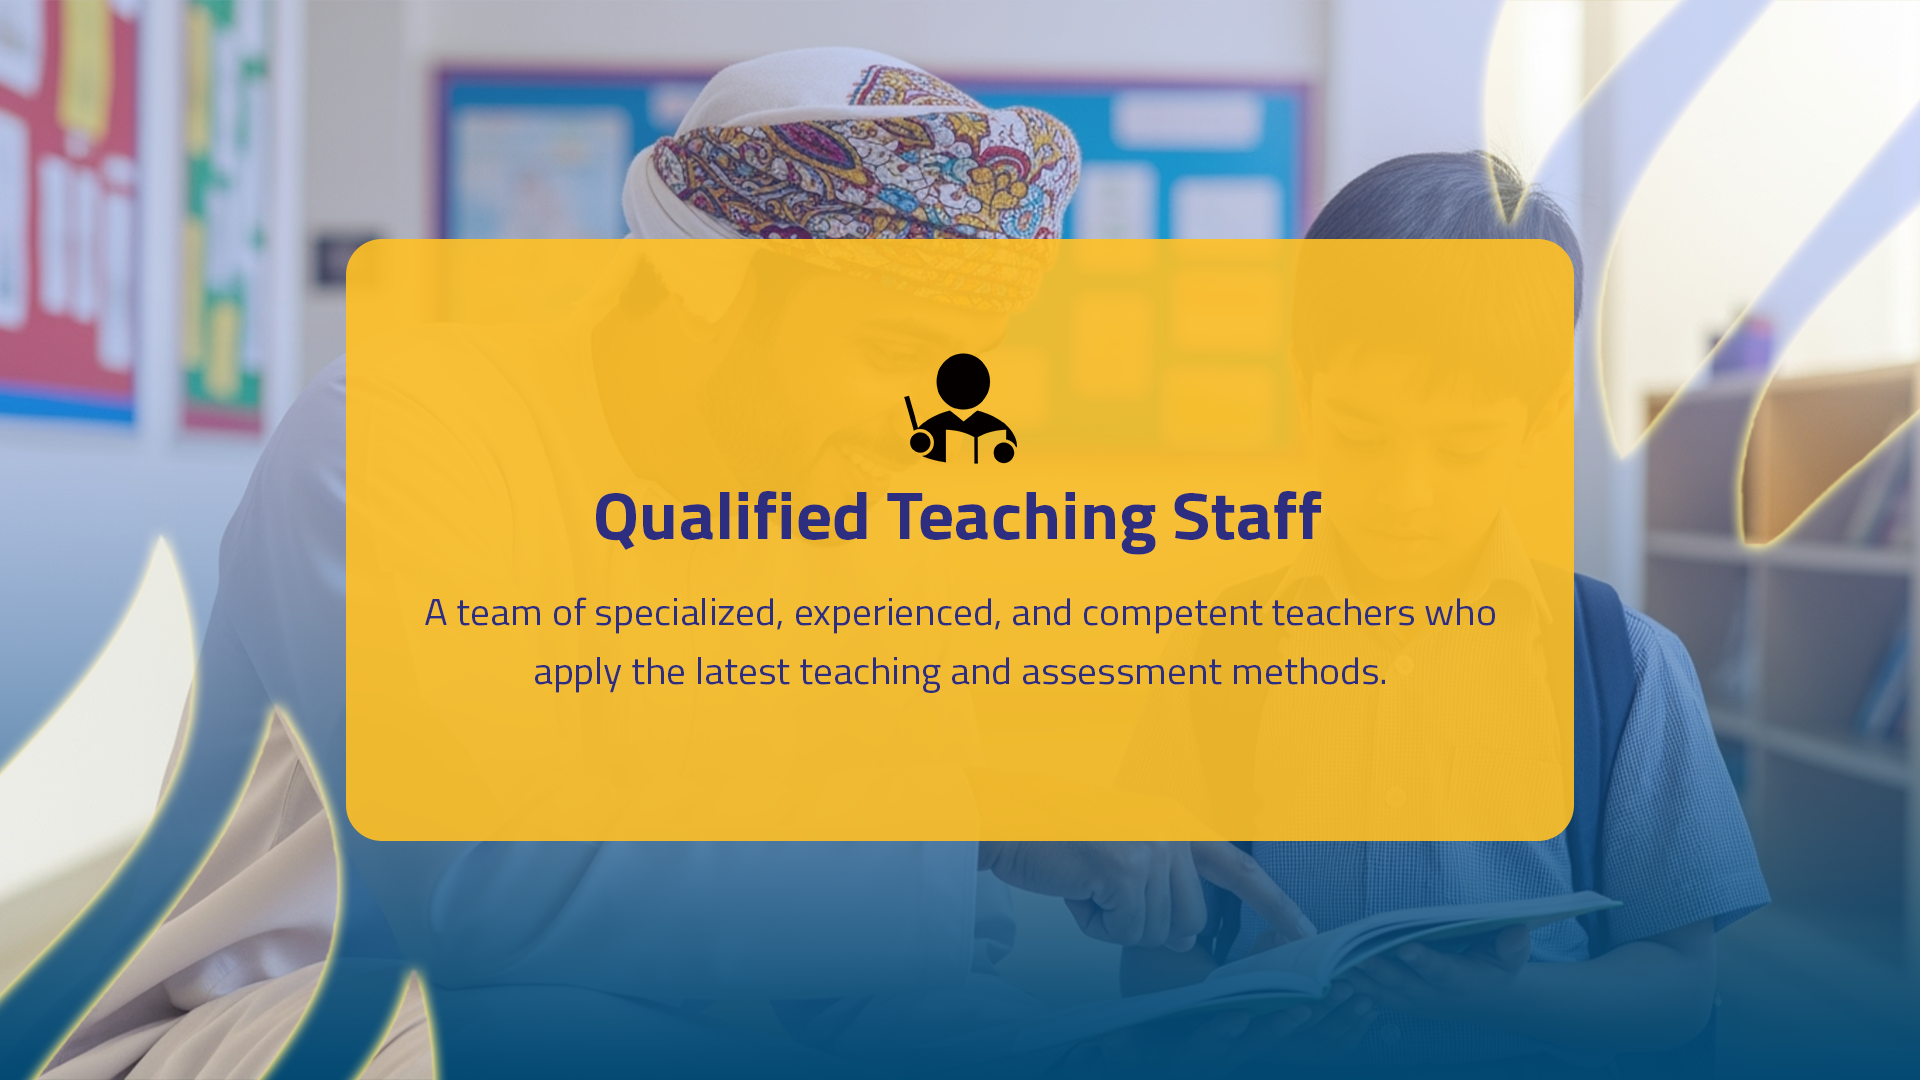 Qualified Teaching Staff
A team of specialized, experienced, and competent teachers who
apply the latest teaching and assessment methods.